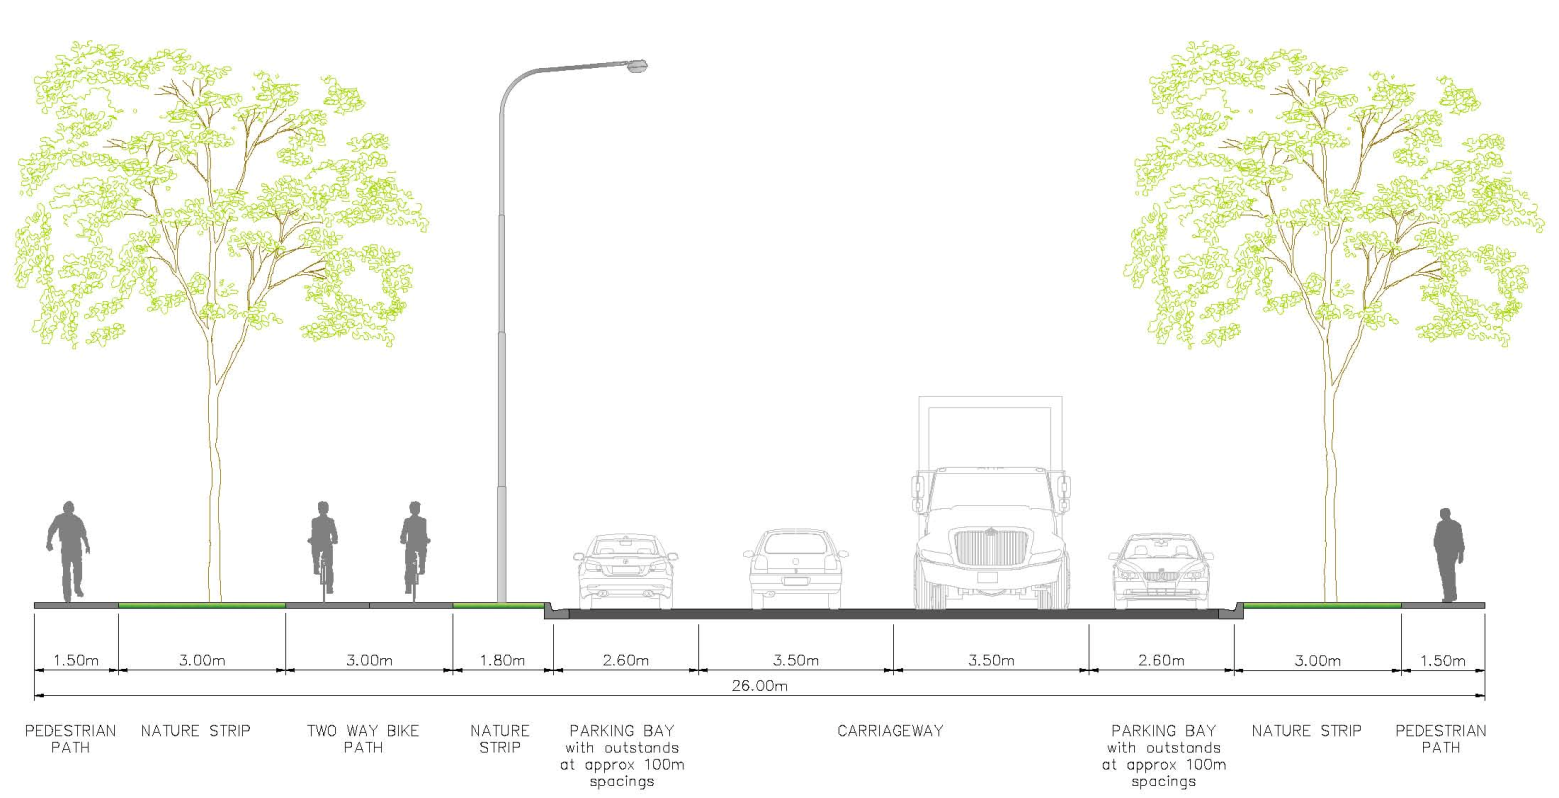 1.50m
3.00m
3.00m
1.80m
2.60m
3.50m
3.50m
2.60m
3.00m
1.50m
26.00m
PEDESTRIAN
PATH
NATURE STRIP
TWO WAY BIKE
PATH
NATURE
STRIP
PARKING BAY
with outstands
at approx 100m
spacings
CARRIAGEWAY
PARKING BAY
with outstands
at approx 100m
spacings
NATURE STRIP
PEDESTRIAN
PATH